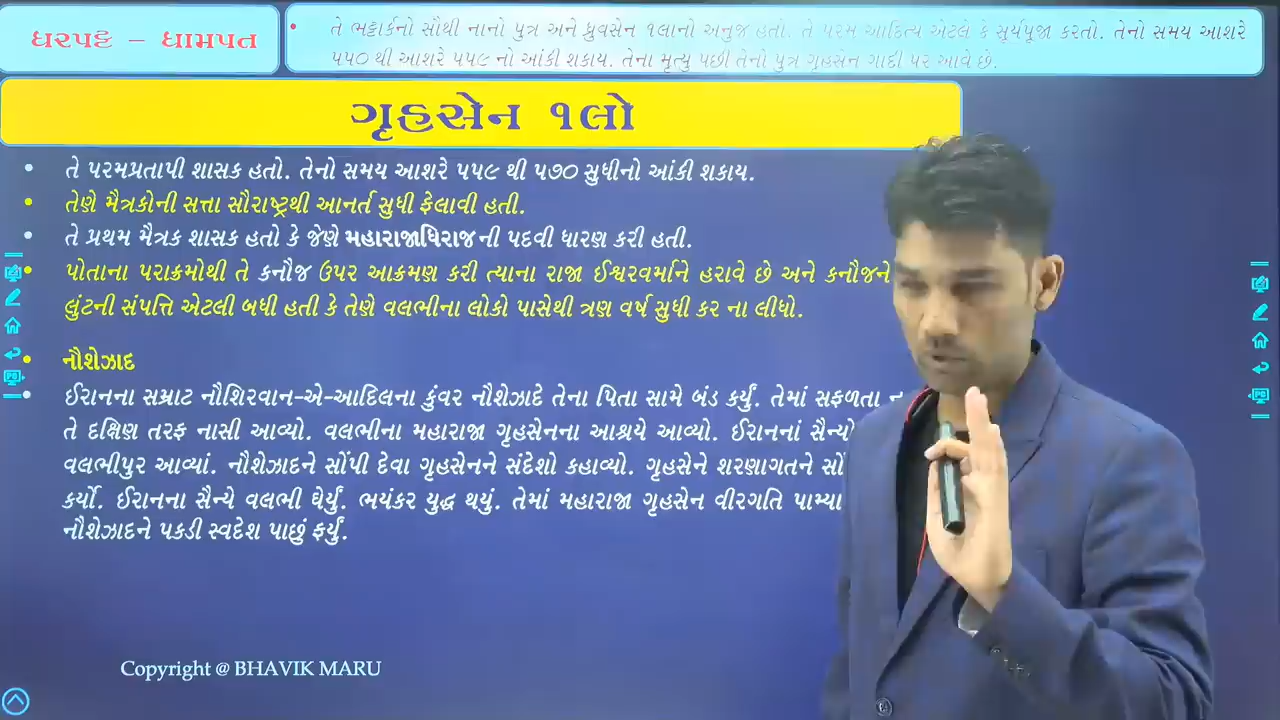 ધરપટ્ટ – ધામપત
• તે ભટ્ટાર્કનો સૌથી નાનો પુત્ર અને ધ્રુવસેન ૧લાનો અનુજ હતો. તે પરમ આદિત્ય એટલે કે સૂર્યપૂજા કરતો. તેનો સમય આશરે
૫૫૦ થી આશરે ૫૫૯ નો આંકી શકાય. તેના મૃત્યુ પછી તેનો પુત્ર ગૃહસેન ગાદી પર આવે છે.
ગૃહસેન ૧લો
• તે પરમપ્રતાપી શાસક હતો. તેનો સમય આશરે ૫૫૯ થી ૫૭૦ સુધીનો આંકી શકાય.
• તેણે મૈત્રકોની સત્તા સૌરાષ્ટ્રથી આનર્ત સુધી ફેલાવી હતી.
• તે પ્રથમ મૈત્રક શાસક હતો કે જેણે મહારાજાધિરાજની પદવી ધારણ કરી હતી.
• પોતાના પરાક્રમોથી તે કનૌજ ઉપર આક્રમણ કરી ત્યાના રાજા ઈશ્વરવર્માને હરાવે છે અને કનૌજને
લુંટની સંપત્તિ એટલી બધી હતી કે તેણે વલભીના લોકો પાસેથી ત્રણ વર્ષ સુધી કર ના લીધો.
• નૌશેઝાદ
• ઈરાનના સમ્રાટ નૌશિરવાન-એ-આદિલના કુંવર નૌશેઝાદે તેના પિતા સામે બંડ કર્યું. તેમાં સફળતા ન
તે દક્ષિણ તરફ નાસી આવ્યો. વલભીના મહારાજા ગૃહસેનના આશ્રયે આવ્યો. ઈરાનનાં સૈન્યો
વલભીપુર આવ્યાં. નૌશેઝાદને સોંપી દેવા ગૃહસેનને સંદેશો કહાવ્યો. ગૃહસેને શરણાગતને સોં
કર્યો. ઈરાનના સૈન્યે વલભી ઘેર્યું. ભયંકર યુદ્ધ થયું. તેમાં મહારાજા ગૃહસેન વીરગતિ પામ્યા
નૌશેઝાદને પકડી સ્વદેશ પાછું ફર્યું.
Copyright @ BHAVIK MARU